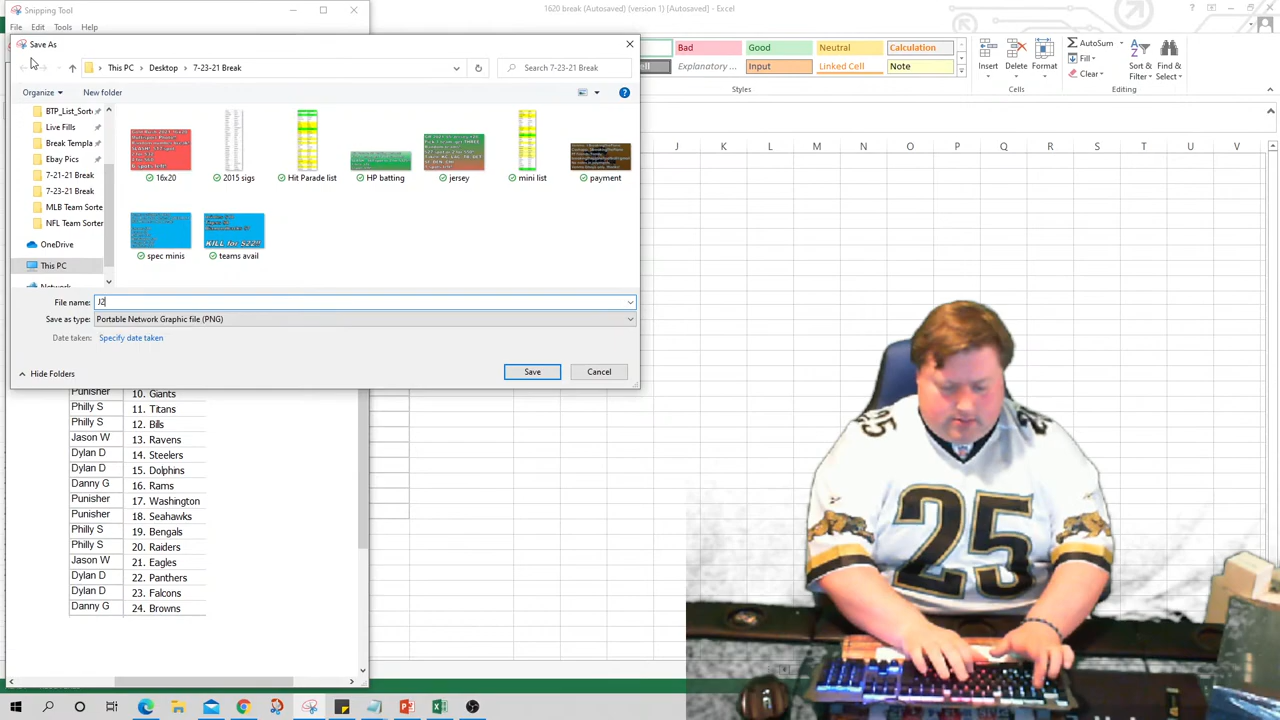 Snipping Tool
1620 break (Autosaved) (version 1) [Autosaved] - Excel
File Edit Tools Help
Save As
This PC > Desktop > 7-23-21 Break
Search 7-23-21 Break
Organize
New folder
BTP_List_Sort
Live Fills
Break Templa
Ebay Pics
7-21-21 Break
7-23-21 Break
MLB Team Sorte
NFL Team Sorte
OneDrive
This PC
Network
16x20
2015 sigs
Hit Parade list
HP batting
jersey
mini list
payment
spec minis
teams avail
KILL for $22!!
File name: J2
Save as type: Portable Network Graphic file (PNG)
Date taken: Specify date taken
Hide Folders
Save
Cancel
Bad Good Neutral Calculation
Explanatory ... Input Linked Cell Note
Styles
Insert Delete Format
Cells
AutoSum
Fill
Clear
Sort & Filter
Find & Select
Editing
J K L M N O P Q R S T U V
Punisher 10. Giants
Philly S 11. Titans
Philly S 12. Bills
Jason W 13. Ravens
Dylan D 14. Steelers
Dylan D 15. Dolphins
Danny G 16. Rams
Punisher 17. Washington
Punisher 18. Seahawks
Philly S 19. Bengals
Philly S 20. Raiders
Jason W 21. Eagles
Dylan D 22. Panthers
Dylan D 23. Falcons
Danny G 24. Browns
25
25